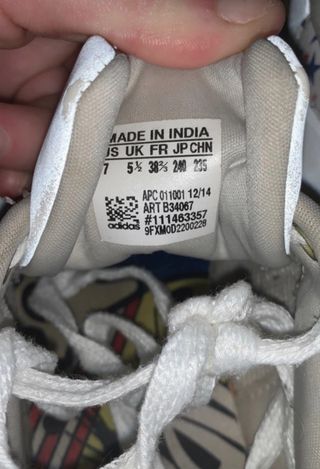 MADE IN INDIA
US UK FR JP CHN
7 5½ 38⅔ 240 235
APC 011001 12/14
ART B34067
#111463357
9FXM0D2200228
adidas